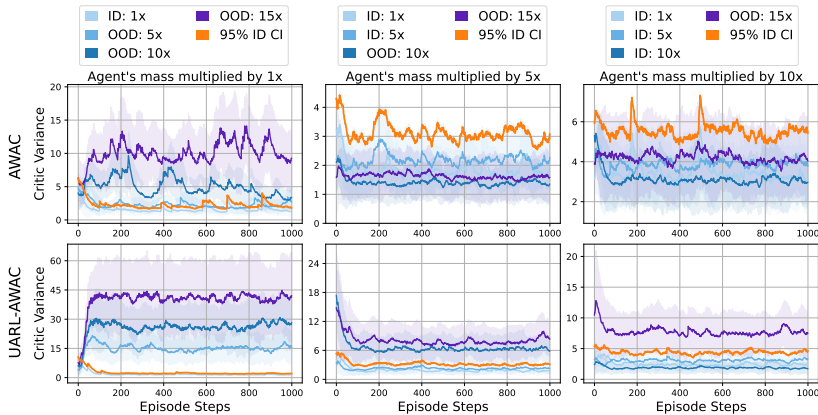 ID: 1x
OOD: 5x
OOD: 10x
OOD: 15x
95% ID CI
ID: 1x
ID: 5x
OOD: 10x
OOD: 15x
95% ID CI
ID: 1x
ID: 5x
ID: 10x
OOD: 15x
95% ID CI
Agent's mass multiplied by 1x
Agent's mass multiplied by 5x
Agent's mass multiplied by 10x
AWAC
Critic Variance
20
15
10
5
0
0 200 400 600 800 1000
4
3
2
1
0
0 200 400 600 800 1000
6
4
2
0 200 400 600 800 1000
UARL-AWAC
Critic Variance
60
45
30
15
0
0 200 400 600 800 1000
Episode Steps
24
18
12
6
0
0 200 400 600 800 1000
Episode Steps
20
15
10
5
0
0 200 400 600 800 1000
Episode Steps